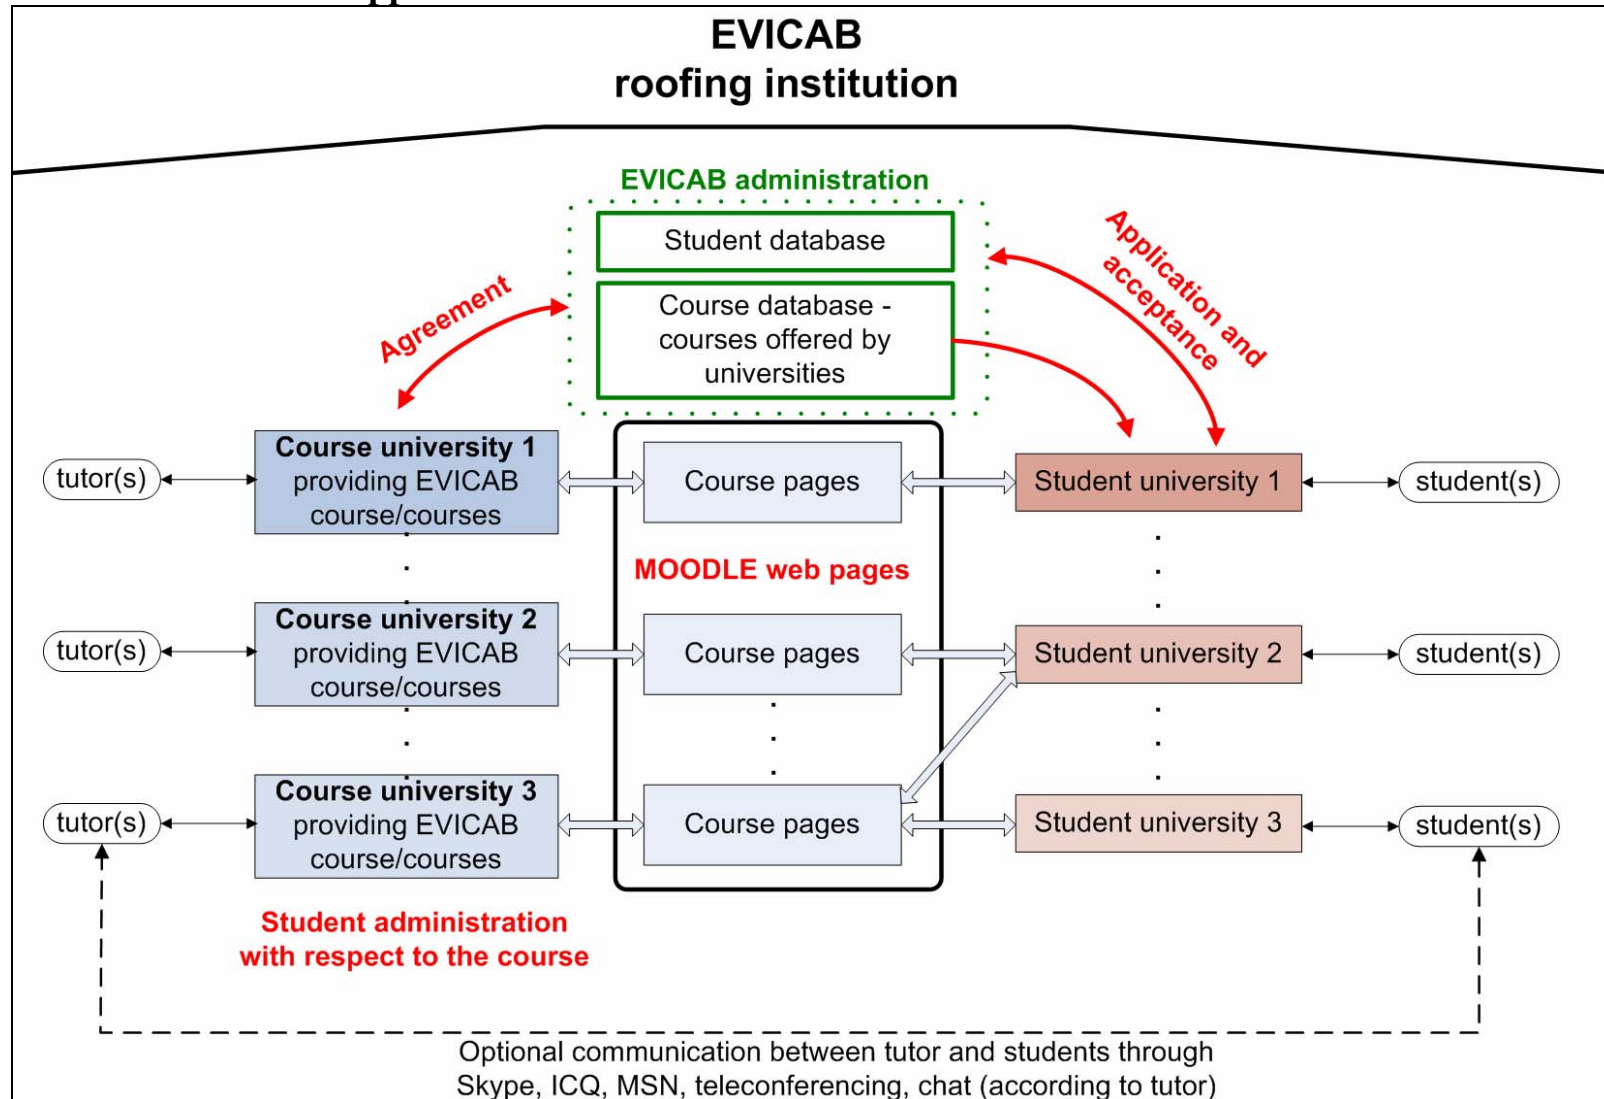 EVICAB
roofing institution
EVICAB administration
Student database
Course database -
courses offered by
universities
Agreement
Application and
acceptance
tutor(s)
Course university 1
providing EVICAB
course/courses
Course pages
Student university 1
student(s)
MOODLE web pages
tutor(s)
Course university 2
providing EVICAB
course/courses
Course pages
Student university 2
student(s)
tutor(s)
Course university 3
providing EVICAB
course/courses
Course pages
Student university 3
student(s)
Student administration
with respect to the course
Optional communication between tutor and students through
Skype, ICQ, MSN, teleconferencing, chat (according to tutor)